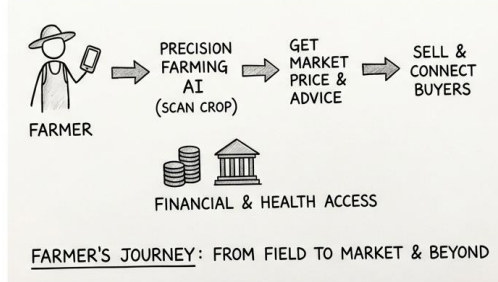 FARMER
PRECISION
FARMING
AI
(SCAN CROP)
GET
MARKET
PRICE &
ADVICE
SELL &
CONNECT
BUYERS
FINANCIAL & HEALTH ACCESS
FARMER'S JOURNEY: FROM FIELD TO MARKET & BEYOND